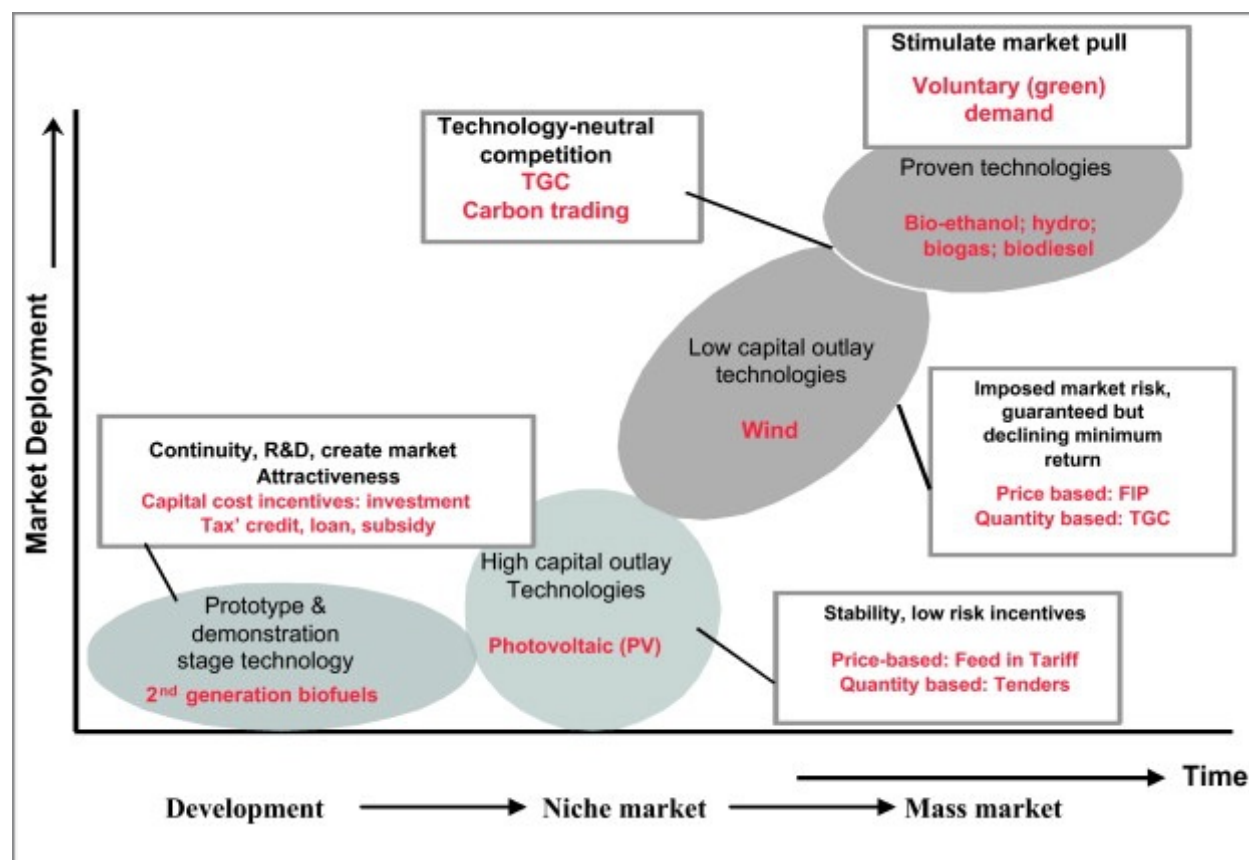 Stimulate market pull
Voluntary (green)
demand
Technology-neutral
competition
TGC
Carbon trading
Proven technologies
Bio-ethanol; hydro;
biogas; biodiesel
Market Deployment
Low capital outlay
technologies
Wind
Imposed market risk,
guaranteed but
declining minimum
return
Price based: FIP
Quantity based: TGC
Continuity, R&D, create market
Attractiveness
Capital cost incentives: investment
Tax' credit, loan, subsidy
High capital outlay
Technologies
Photovoltaic (PV)
Prototype &
demonstration
stage technology
2nd generation biofuels
Stability, low risk incentives
Price-based: Feed in Tariff
Quantity based: Tenders
Time
Development
Niche market
Mass market